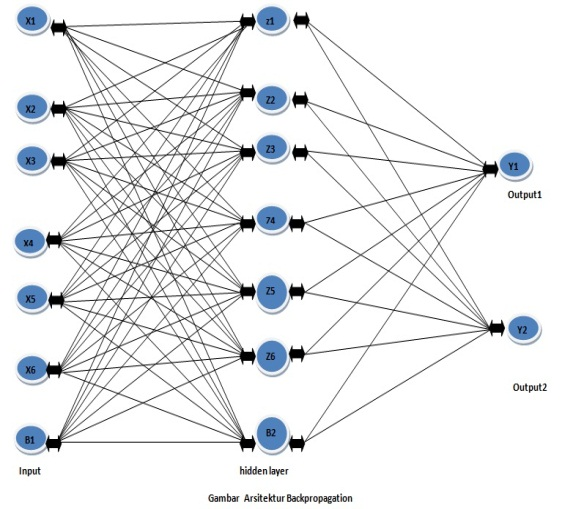 X1
X2
X3
X4
X5
X6
B1
Input
z1
Z2
Z3
74
Z5
Z6
B2
hidden layer
Y1
Output1
Y2
Output2
Gambar Arsitektur Backpropagation